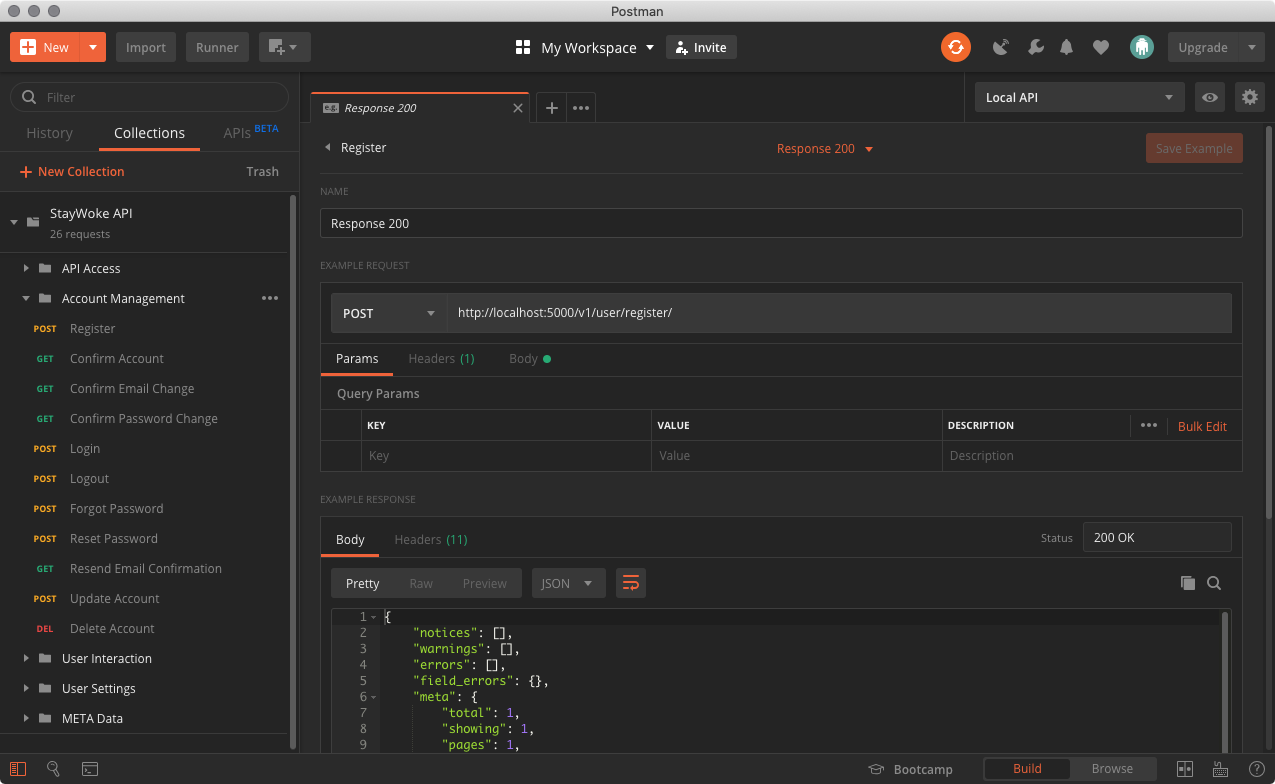 Postman
New
Import
Runner
My Workspace
Invite
Upgrade
Filter
History
Collections
APIs BETA
New Collection
Trash
StayWoke API
26 requests
API Access
Account Management
POST Register
GET Confirm Account
GET Confirm Email Change
GET Confirm Password Change
POST Login
POST Logout
POST Forgot Password
POST Reset Password
GET Resend Email Confirmation
POST Update Account
DEL Delete Account
User Interaction
User Settings
META Data
e.g. Response 200
Local API
Register
Response 200
Save Example
NAME
Response 200
EXAMPLE REQUEST
POST
http://localhost:5000/v1/user/register/
Params
Headers (1)
Body
Query Params
KEY
VALUE
DESCRIPTION
Bulk Edit
Key
Value
Description
EXAMPLE RESPONSE
Body
Headers (11)
Status
200 OK
Pretty
Raw
Preview
JSON
1 {
2 "notices": [],
3 "warnings": [],
4 "errors": [],
5 "field_errors": {},
6 "meta": {
7 "total": 1,
8 "showing": 1,
9 "pages": 1,
Bootcamp
Build
Browse